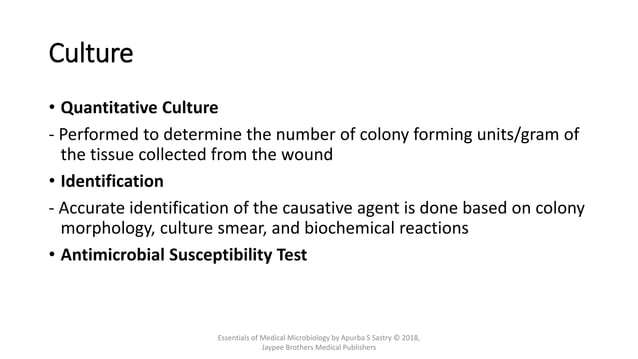 Culture
• Quantitative Culture
- Performed to determine the number of colony forming units/gram of
the tissue collected from the wound
• Identification
- Accurate identification of the causative agent is done based on colony
morphology, culture smear, and biochemical reactions
• Antimicrobial Susceptibility Test
Essentials of Medical Microbiology by Apurba S Sastry © 2018,
Jaypee Brothers Medical Publishers